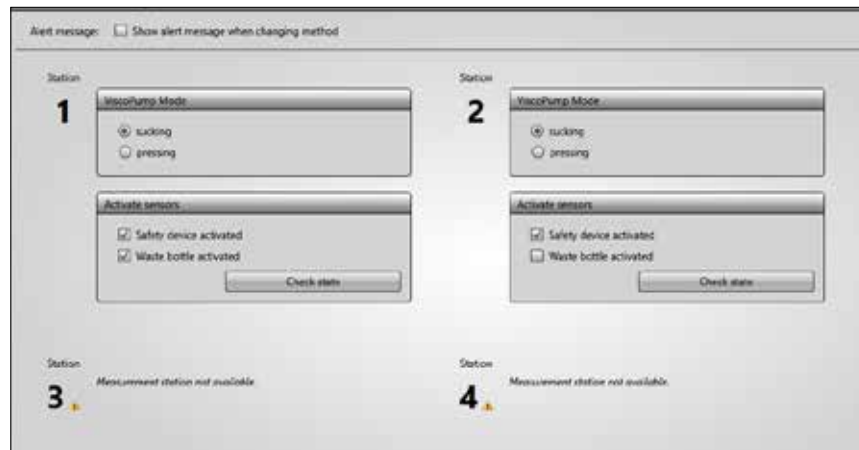 Alert message: Show alert message when changing method
Station
1
ViscoPump Mode
sucking
pressing
Activate sensors
Safety device activated
Waste bottle activated
Check state
Station
2
ViscoPump Mode
sucking
pressing
Activate sensors
Safety device activated
Waste bottle activated
Check state
Station
3
Measurement station not available.
Station
4
Measurement station not available.